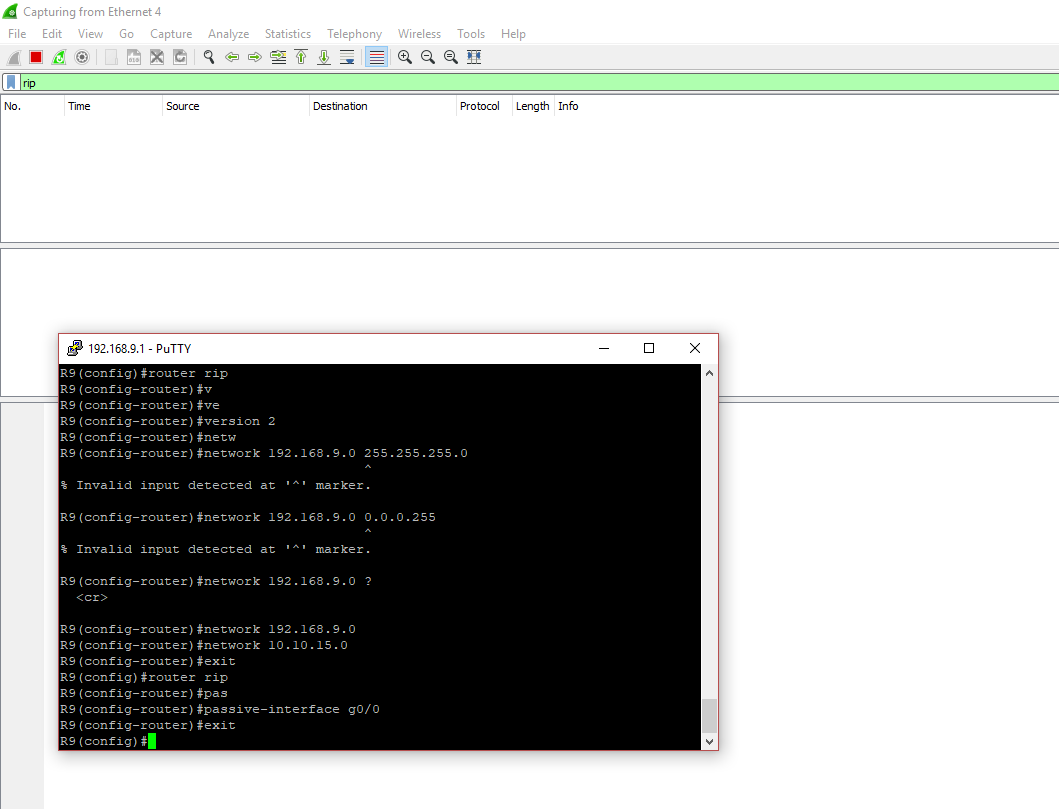 Capturing from Ethernet 4
File Edit View Go Capture Analyze Statistics Telephony Wireless Tools Help
rip
No. Time Source Destination Protocol Length Info
192.168.9.1 - PuTTY
R9(config)#router rip
R9(config-router)#v
R9(config-router)#ve
R9(config-router)#version 2
R9(config-router)#netw
R9(config-router)#network 192.168.9.0 255.255.255.0
^
% Invalid input detected at '^' marker.
R9(config-router)#network 192.168.9.0 0.0.0.255
^
% Invalid input detected at '^' marker.
R9(config-router)#network 192.168.9.0 ?
<cr>
R9(config-router)#network 192.168.9.0
R9(config-router)#network 10.10.15.0
R9(config-router)#exit
R9(config)#router rip
R9(config-router)#pas
R9(config-router)#passive-interface g0/0
R9(config-router)#exit
R9(config)#